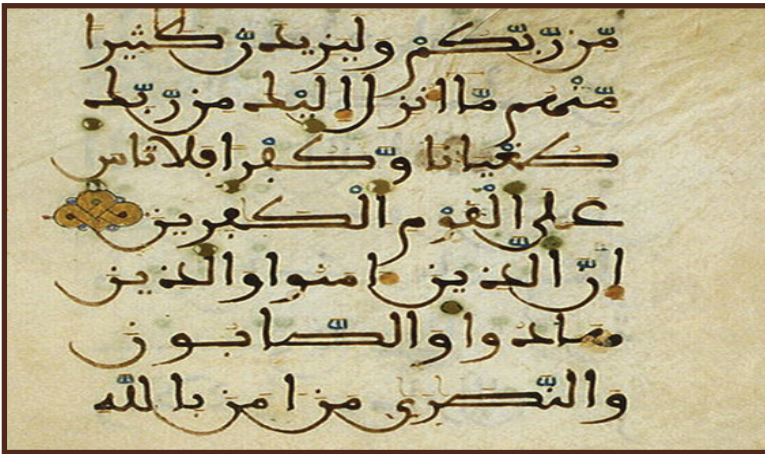 من ربكم وليزيدن كثيرا
منهم ما انزل اليك من ربك
طغيانا وكفرا فلا تاس
على القوم الكفرين
ان الذين امنوا والذين
هادوا والصابون
والنصرى من امن بالله